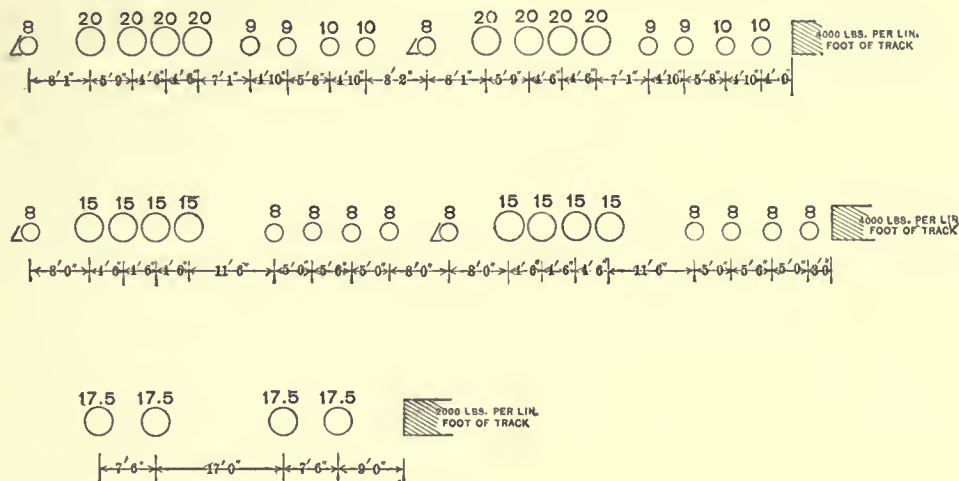 8 20 20 20 20 9 9 10 10 8 20 20 20 20 9 9 10 10
4000 LBS. PER LIN.
FOOT OF TRACK
8'1" 5'9" 4'6" 4'6" 7'1" 4'10" 5'8" 4'10" 8'2" 8'1" 5'9" 4'6" 4'6" 7'1" 4'10" 5'8" 4'10" 4'0"
8 15 15 15 15 8 8 8 8 8 15 15 15 15 8 8 8 8
4000 LBS. PER LIN.
FOOT OF TRACK
8'0" 4'6" 4'6" 4'6" 11'6" 5'0" 5'6" 5'0" 8'0" 8'0" 4'6" 4'6" 4'6" 11'6" 5'0" 5'6" 5'0" 3'0"
17.5 17.5 17.5 17.5
2000 LBS. PER LIN.
FOOT OF TRACK
7'6" 17'0" 7'6" 9'0"